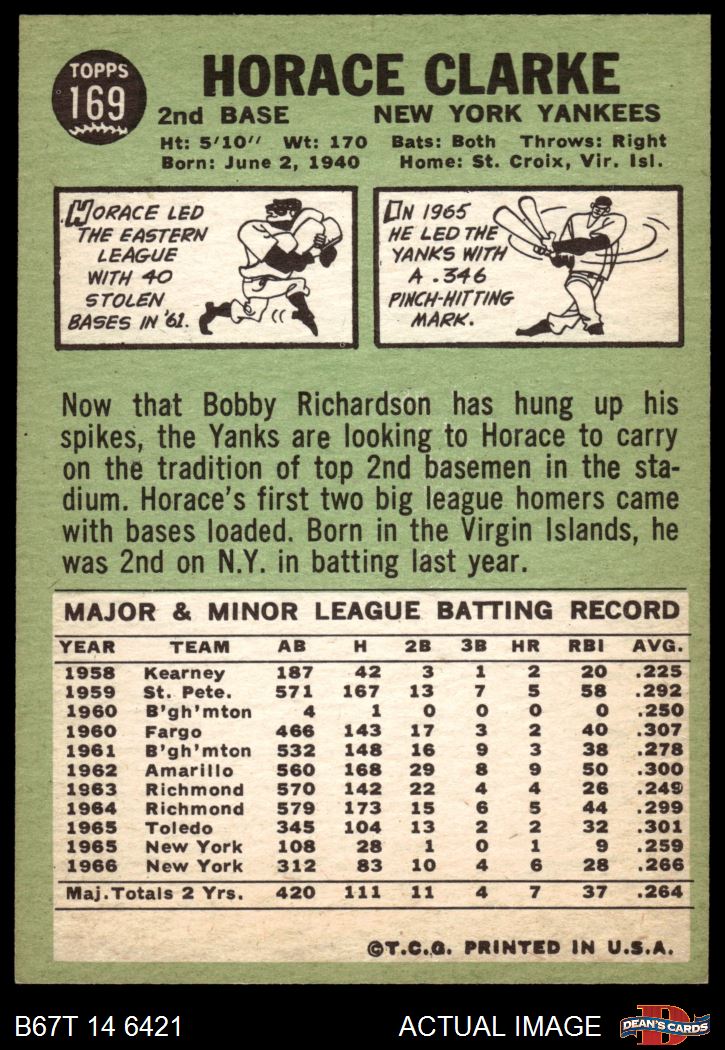 TOPPS
169
HORACE CLARKE
2nd BASE NEW YORK YANKEES
Ht: 5'10" Wt: 170 Bats: Both Throws: Right
Born: June 2, 1940 Home: St. Croix, Vir. Isl.
HORACE LED
THE EASTERN
LEAGUE
WITH 40
STOLEN
BASES IN '61.
IN 1965
HE LED THE
YANKS WITH
A .346
PINCH-HITTING
MARK.
Now that Bobby Richardson has hung up his
spikes, the Yanks are looking to Horace to carry
on the tradition of top 2nd basemen in the sta-
dium. Horace's first two big league homers came
with bases loaded. Born in the Virgin Islands, he
was 2nd on N.Y. in batting last year.
MAJOR & MINOR LEAGUE BATTING RECORD
YEAR TEAM AB H 2B 3B HR RBI AVG.
1958 Kearney 187 42 3 1 2 20 .225
1959 St. Pete. 571 167 13 7 5 58 .292
1960 B'gh'mton 4 1 0 0 0 0 .250
1960 Fargo 466 143 17 3 2 40 .307
1961 B'gh'mton 532 148 16 9 3 38 .278
1962 Amarillo 560 168 29 8 9 50 .300
1963 Richmond 570 142 22 4 4 26 .249
1964 Richmond 579 173 15 6 5 44 .299
1965 Toledo 345 104 13 2 2 32 .301
1965 New York 108 28 1 0 1 9 .259
1966 New York 312 83 10 4 6 28 .266
Maj.Totals 2 Yrs. 420 111 11 4 7 37 .264
©T.C.G. PRINTED IN U.S.A.
B67T 14 6421 ACTUAL IMAGE
D
DEAN'S CARDS